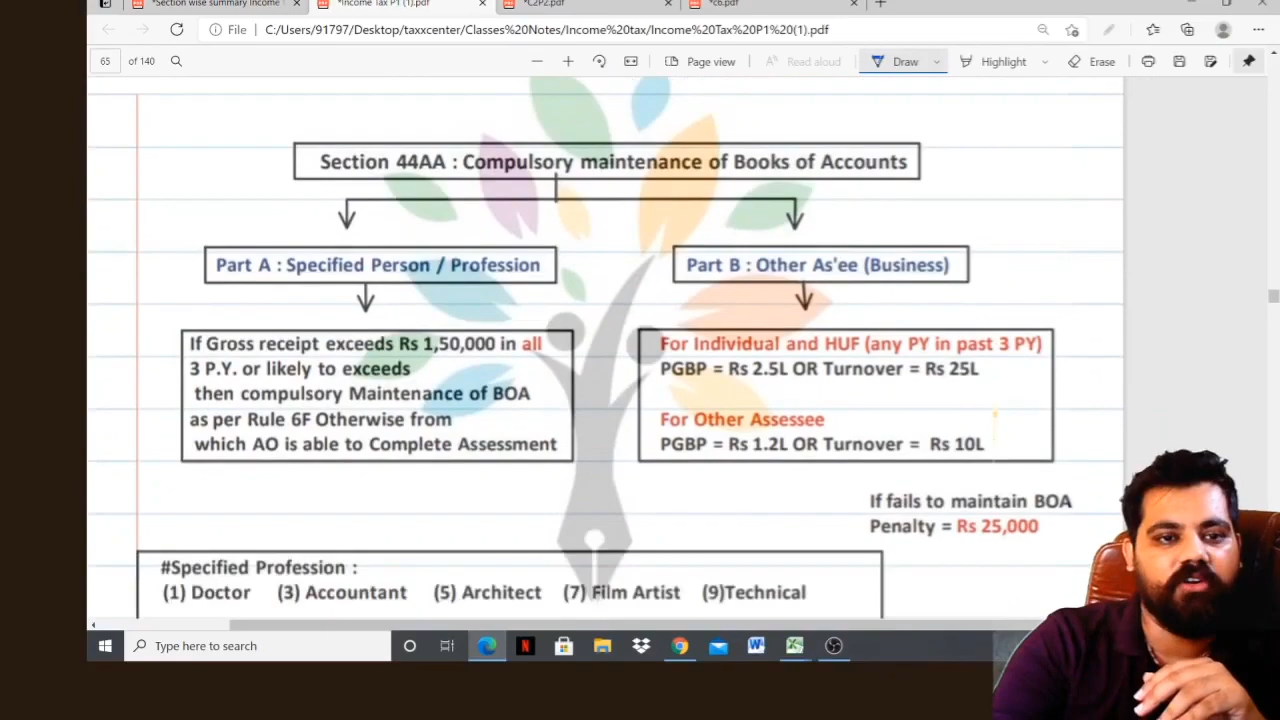 *Section wise summary Income
*Income Tax P1 (1).pdf
*C2P2.pdf
*c6.pdf
File
C:/Users/91797/Desktop/taxxcenter/Classes%20Notes/Income%20tax/Income%20Tax%20P1%20(1).pdf
65 of 140
Page view
Read aloud
Draw
Highlight
Erase
Section 44AA : Compulsory maintenance of Books of Accounts
Part A : Specified Person / Profession
Part B : Other As'ee (Business)
If Gross receipt exceeds Rs 1,50,000 in all
3 P.Y. or likely to exceeds
then compulsory Maintenance of BOA
as per Rule 6F Otherwise from
which AO is able to Complete Assessment
For Individual and HUF (any PY in past 3 PY)
PGBP = Rs 2.5L OR Turnover = Rs 25L
For Other Assessee
PGBP = Rs 1.2L OR Turnover = Rs 10L
If fails to maintain BOA
Penalty = Rs 25,000
#Specified Profession :
(1) Doctor (3) Accountant (5) Architect (7) Film Artist (9)Technical
Type here to search